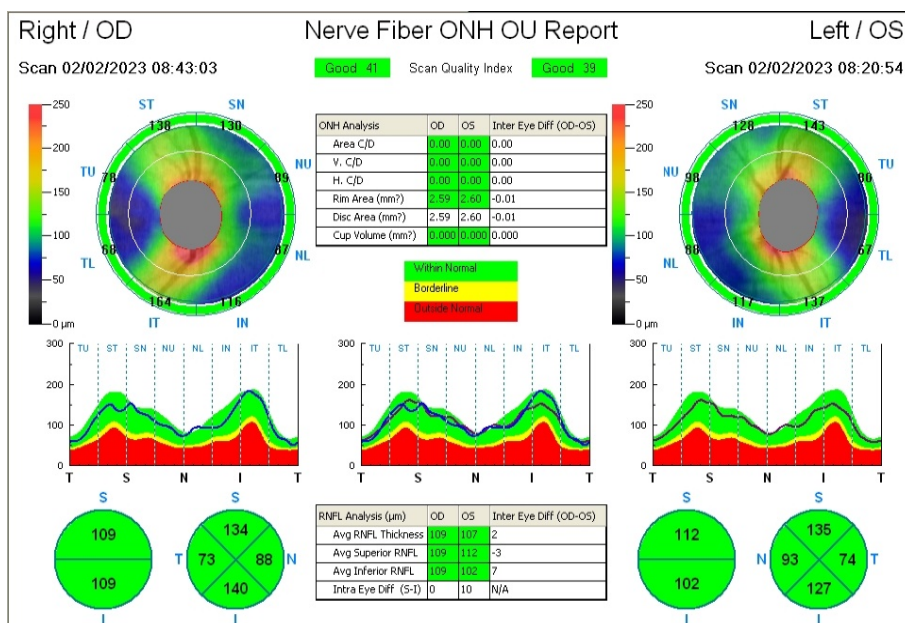 Right / OD Nerve Fiber ONH OU Report Left / OS
Scan 02/02/2023 08:43:03 Good 41 Scan Quality Index Good 39 Scan 02/02/2023 08:20:54
ST SN SN ST
250 138 130 128 143 250
ONH Analysis OD OS Inter Eye Diff (OD-OS)
Area C/D 0.00 0.00 0.00
V. C/D 0.00 0.00 0.00
H. C/D 0.00 0.00 0.00
Rim Area (mm?) 2.59 2.60 -0.01
Disc Area (mm?) 2.59 2.60 -0.01
Cup Volume (mm?) 0.000 0.000 0.000
200 TU NU NU 200 TU
78 89 98 80
150 150
100 100
TL 68 67 NL NL 88 67 TL
50 50
0 µm 0 µm
164 116 117 137
IT IN IN IT
Within Normal
Borderline
Outside Normal
300 TU ST SN NU NL IN IT TL 300 TU ST SN NU NL IN IT TL 300 TU ST SN NU NL IN IT TL
200 200 200
100 100 100
0 0 0
T S N I T T S N I T T S N I T
S S S S
109 134 112 135
T 73 88 N N 93 74 T
109 140 102 127
I I I I
RNFL Analysis (µm) OD OS Inter Eye Diff (OD-OS)
Avg RNFL Thickness 109 107 2
Avg Superior RNFL 109 112 -3
Avg Inferior RNFL 109 102 7
Intra Eye Diff (S-I) 0 10 N/A